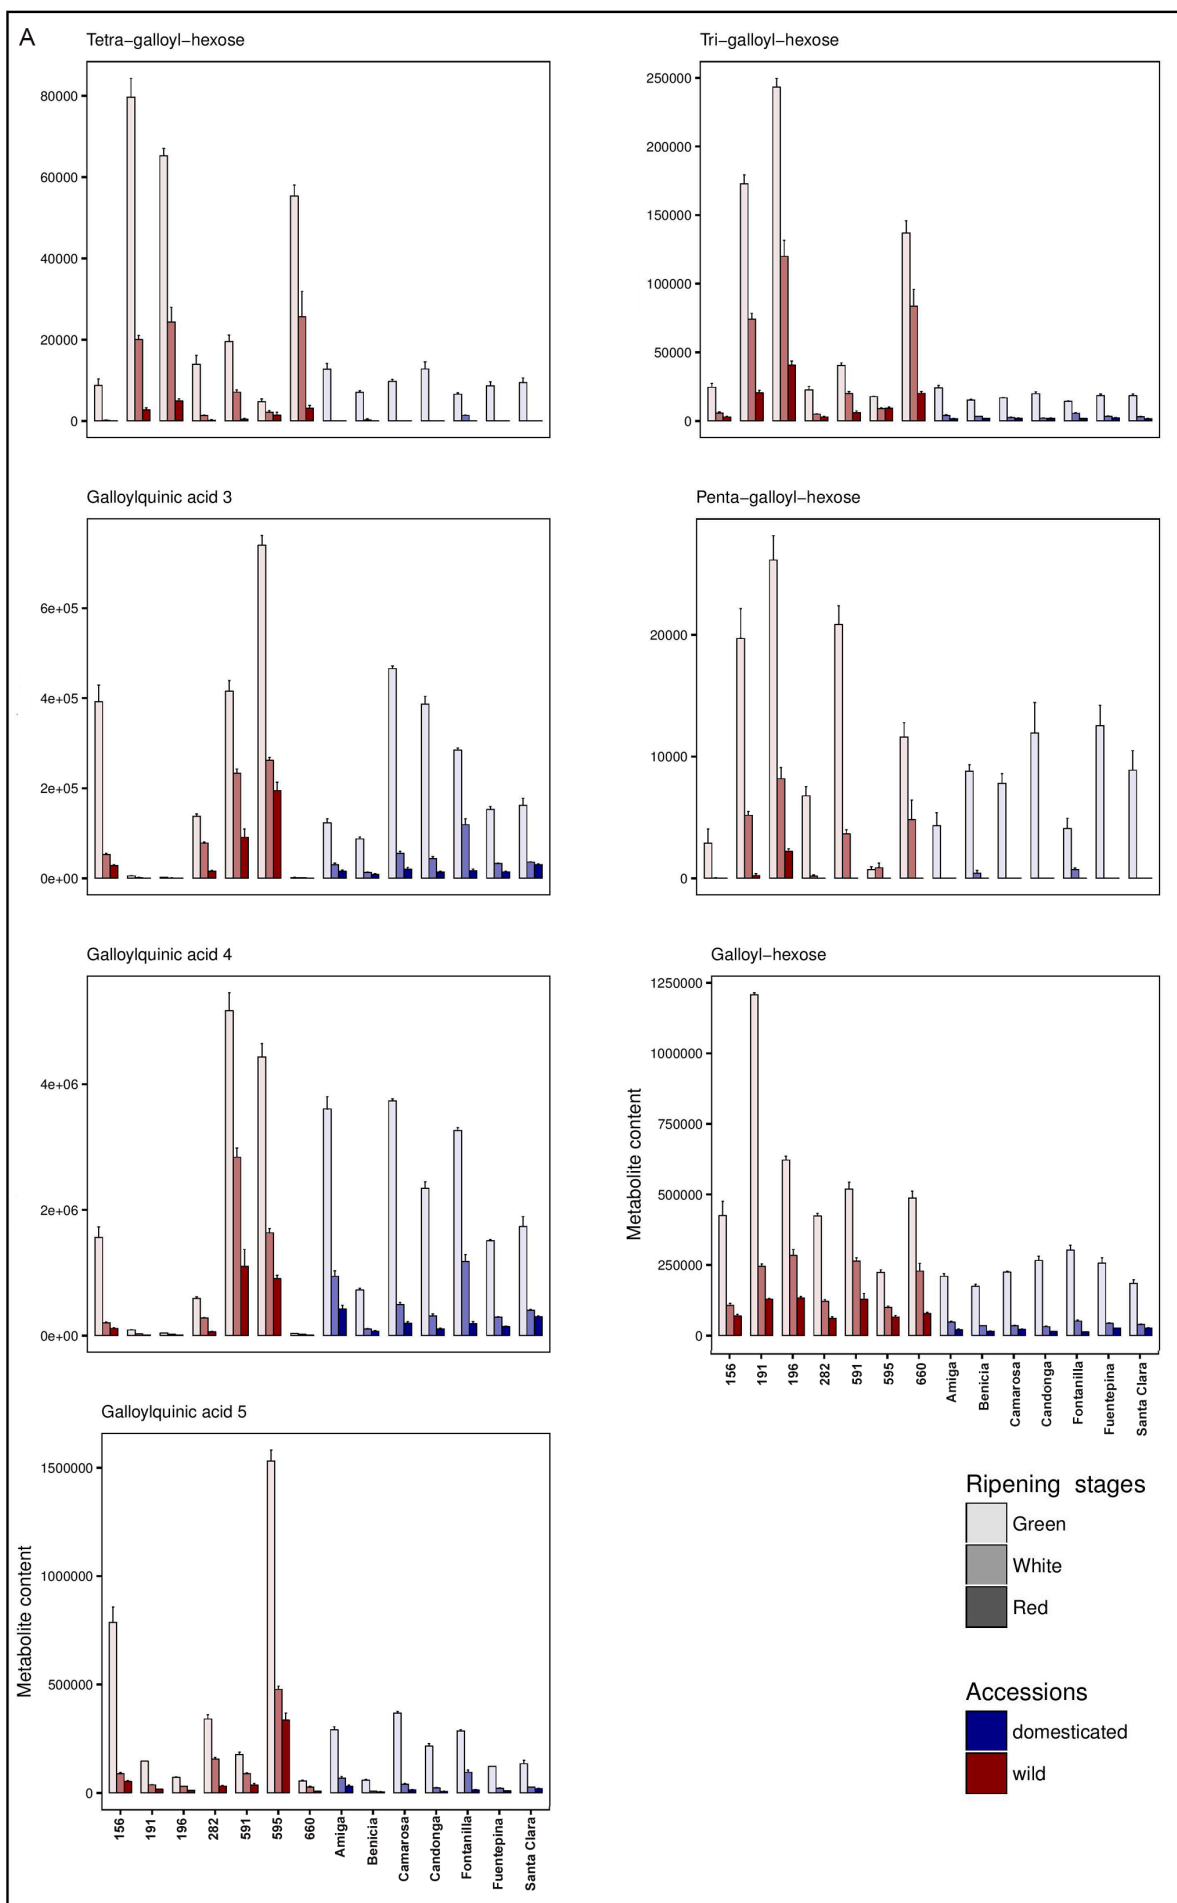 A
Tetra−galloyl−hexose
80000
60000
40000
20000
0
Tri−galloyl−hexose
250000
200000
150000
100000
50000
0
Galloylquinic acid 3
6e+05
4e+05
2e+05
0e+00
Penta−galloyl−hexose
20000
10000
0
Galloylquinic acid 4
4e+06
2e+06
0e+00
Galloyl−hexose
Metabolite content
1250000
1000000
750000
500000
250000
0
156
191
196
282
591
595
660
Amiga
Benicia
Camarosa
Candonga
Fontanilla
Fuentepina
Santa Clara
Galloylquinic acid 5
Metabolite content
1500000
1000000
500000
0
156
191
196
282
591
595
660
Amiga
Benicia
Camarosa
Candonga
Fontanilla
Fuentepina
Santa Clara
Ripening stages
Green
White
Red
Accessions
domesticated
wild